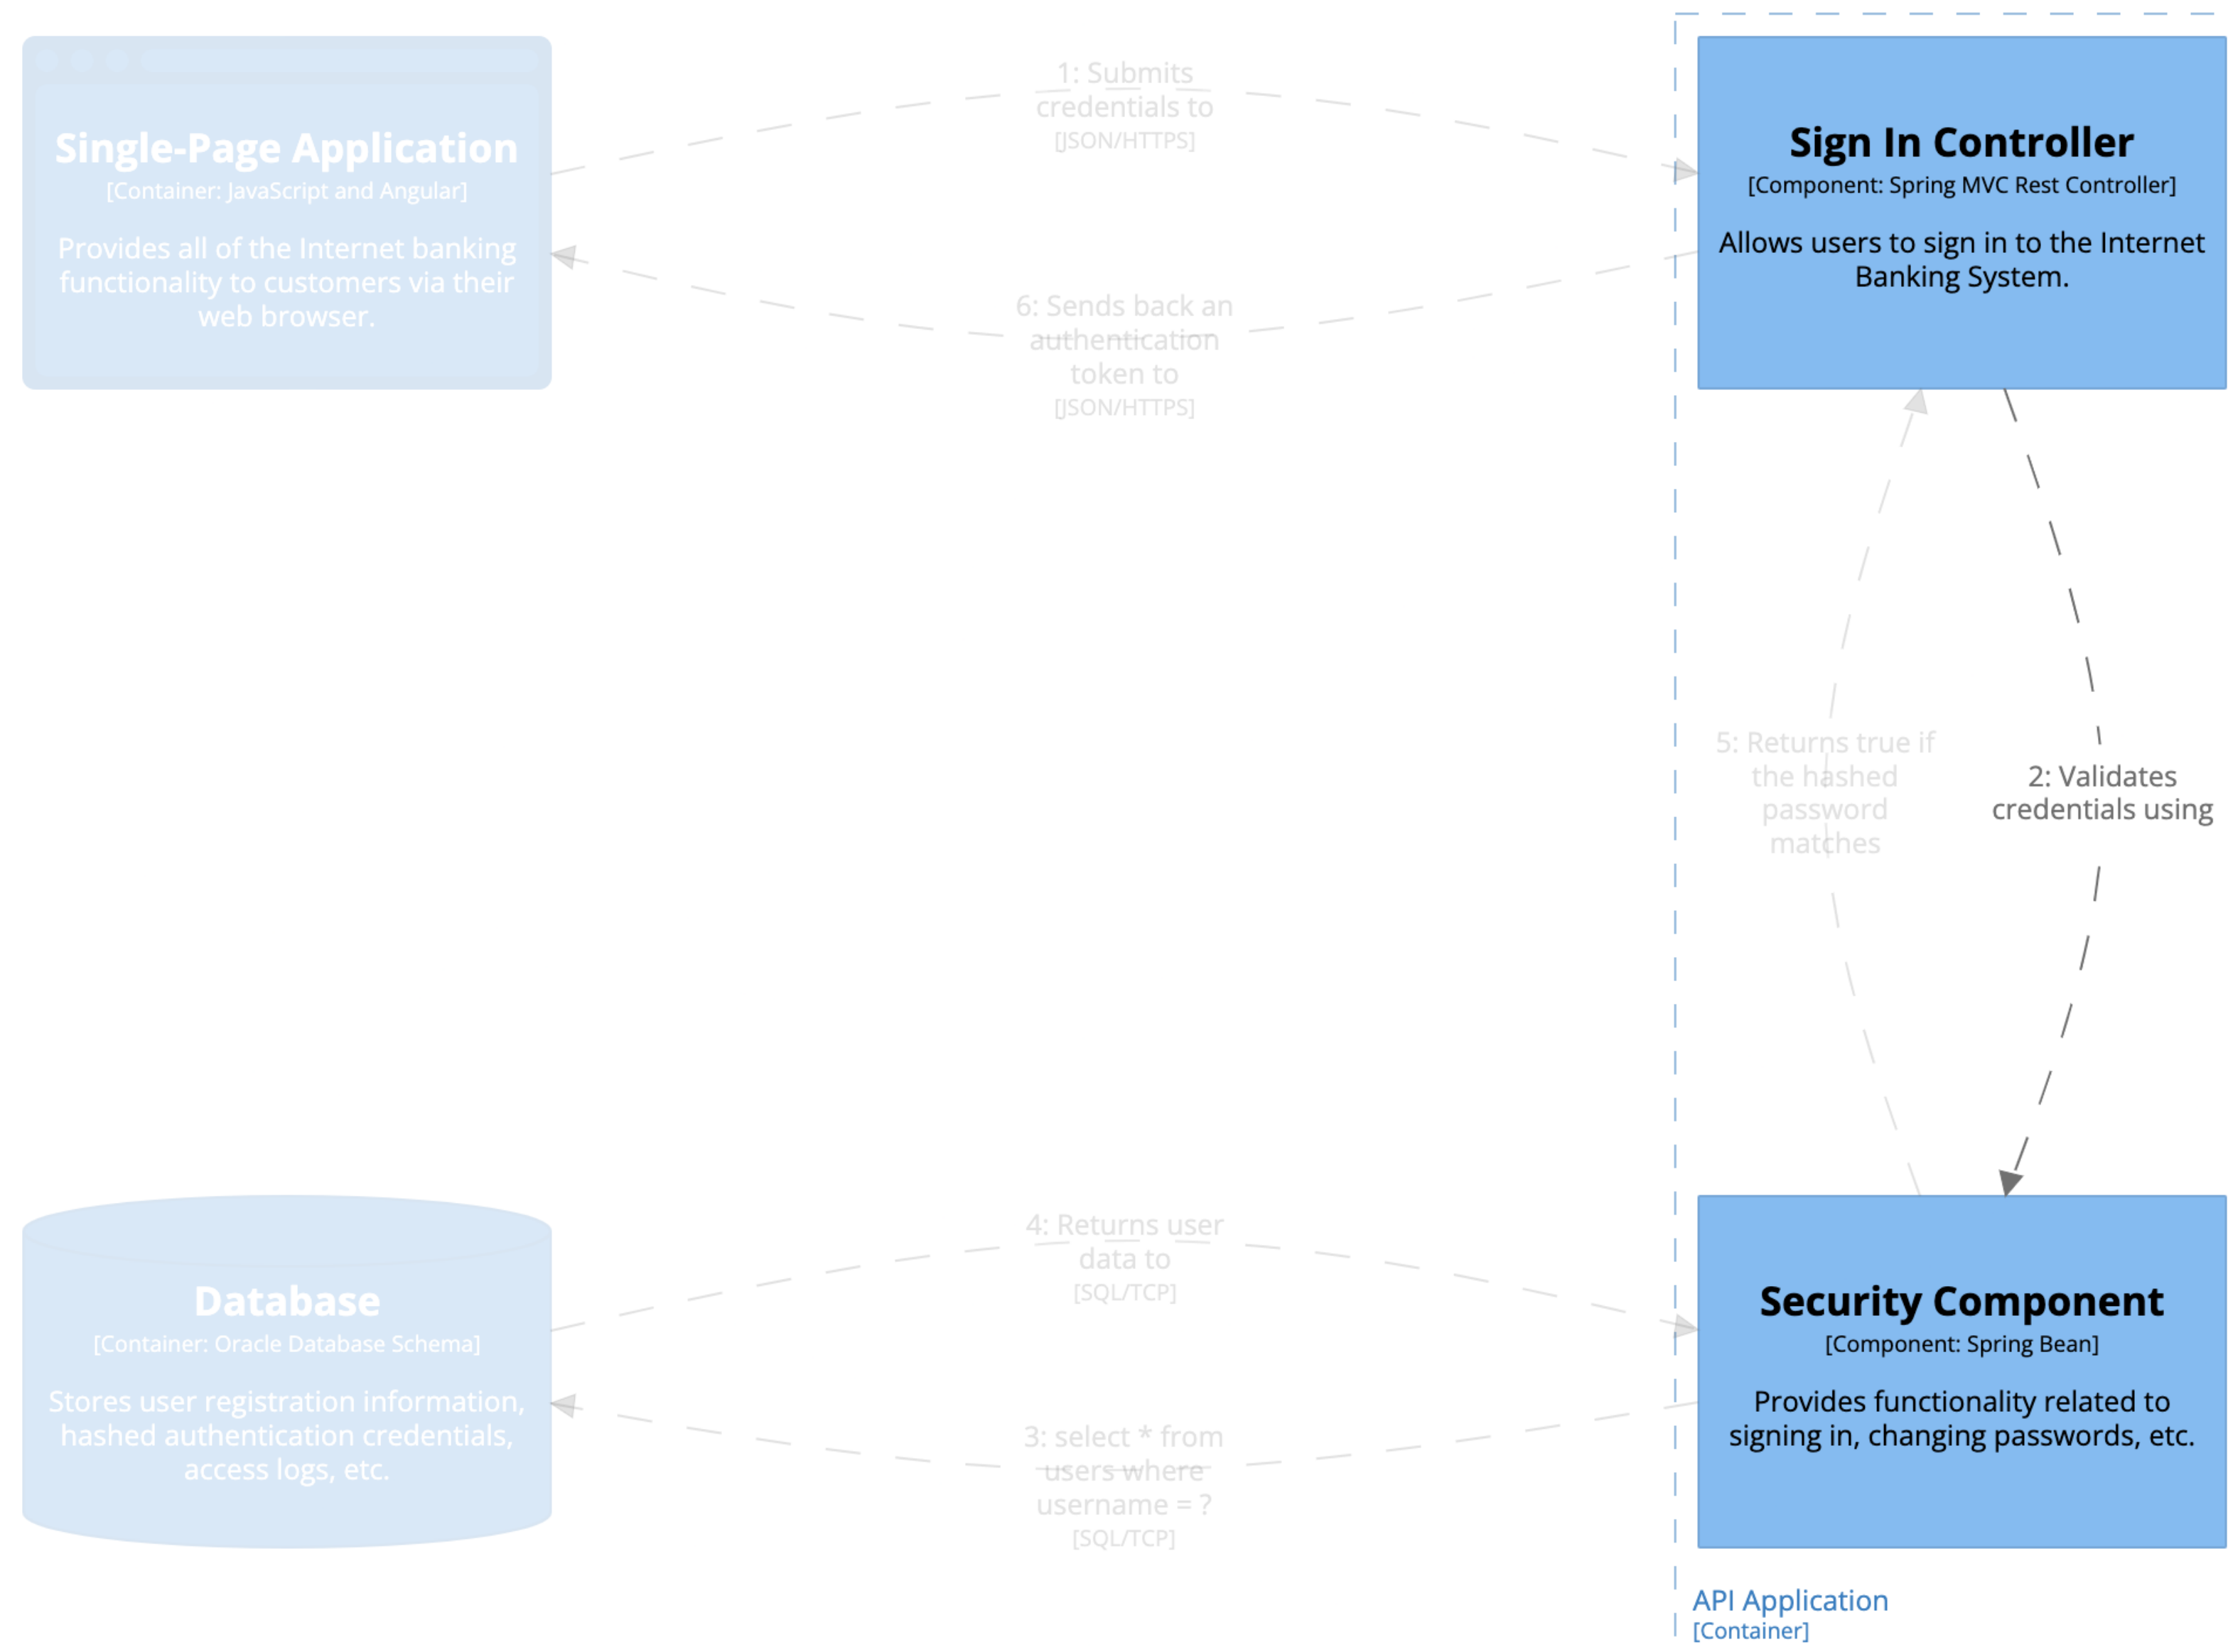 Single-Page Application
[Container: JavaScript and Angular]
Provides all of the Internet banking
functionality to customers via their
web browser.
1: Submits
credentials to
[JSON/HTTPS]
6: Sends back an
authentication
token to
[JSON/HTTPS]
Sign In Controller
[Component: Spring MVC Rest Controller]
Allows users to sign in to the Internet
Banking System.
5: Returns true if
the hashed
password
matches
2: Validates
credentials using
Database
[Container: Oracle Database Schema]
Stores user registration information,
hashed authentication credentials,
access logs, etc.
4: Returns user
data to
[SQL/TCP]
3: select * from
users where
username = ?
[SQL/TCP]
Security Component
[Component: Spring Bean]
Provides functionality related to
signing in, changing passwords, etc.
API Application
[Container]